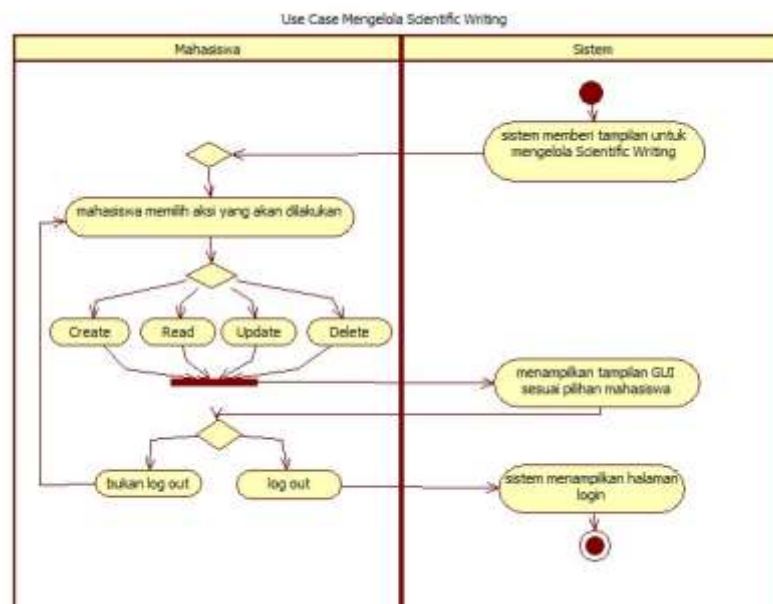 Use Case Mengelola Scientific Writing
Mahasiswa
Sistem
sistem memberi tampilan untuk
mengelola Scientific Writing
mahasiswa memilih aksi yang akan dilakukan
Create
Read
Update
Delete
menampilkan tampilan GUI
sesuai pilihan mahasiswa
bukan log out
log out
sistem menampilkan halaman
login